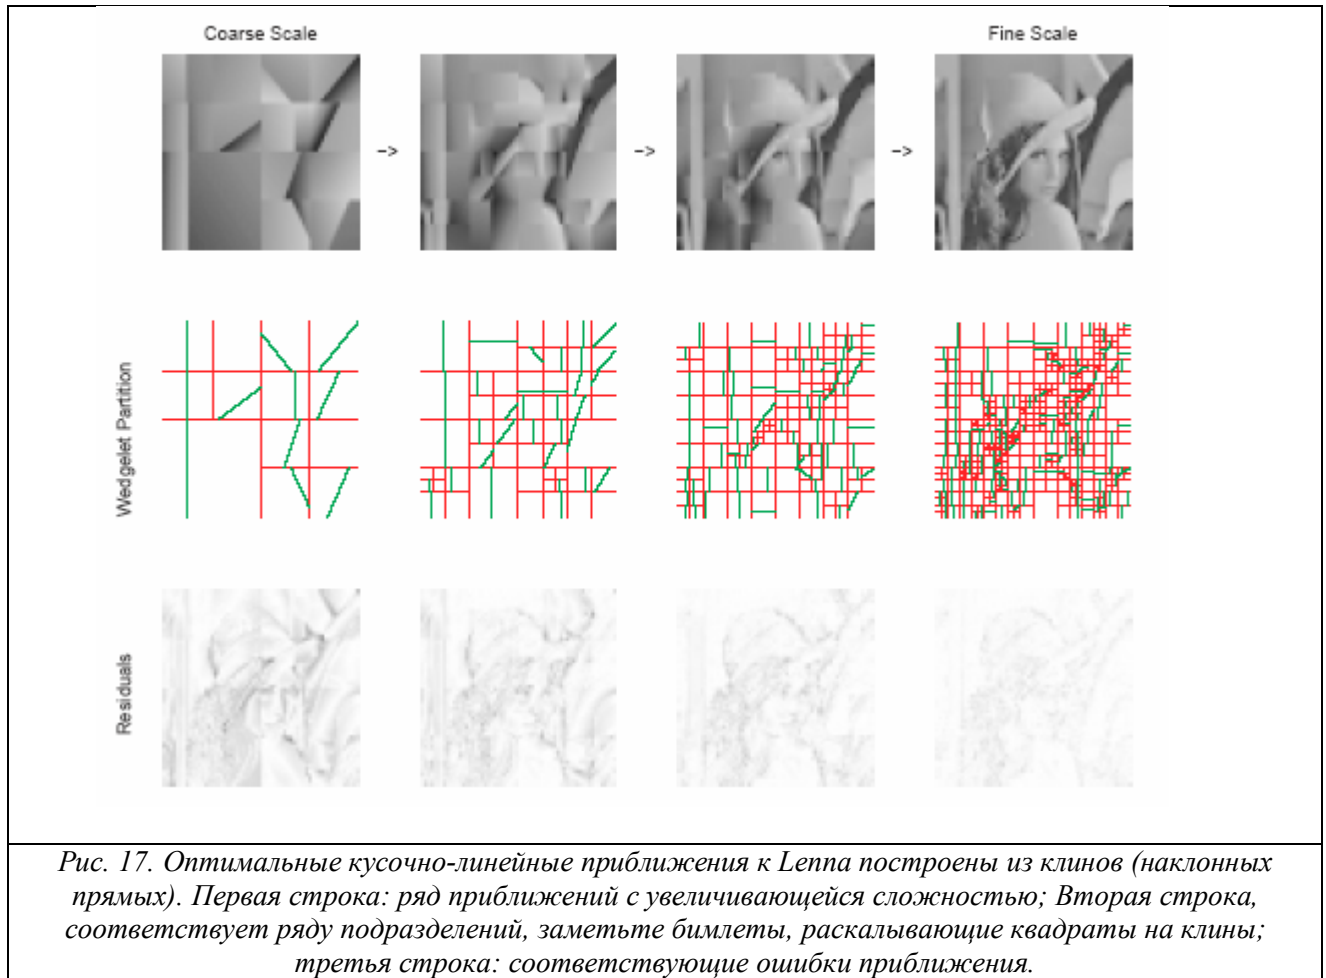 Coarse Scale
Fine Scale
->
->
->
Wedgelet Partition
Residuals
Рис. 17. Оптимальные кусочно-линейные приближения к Lenna построены из клинов (наклонных
прямых). Первая строка: ряд приближений с увеличивающейся сложностью; Вторая строка,
соответствует ряду подразделений, заметьте бимлеты, раскалывающие квадраты на клины;
третья строка: соответствующие ошибки приближения.